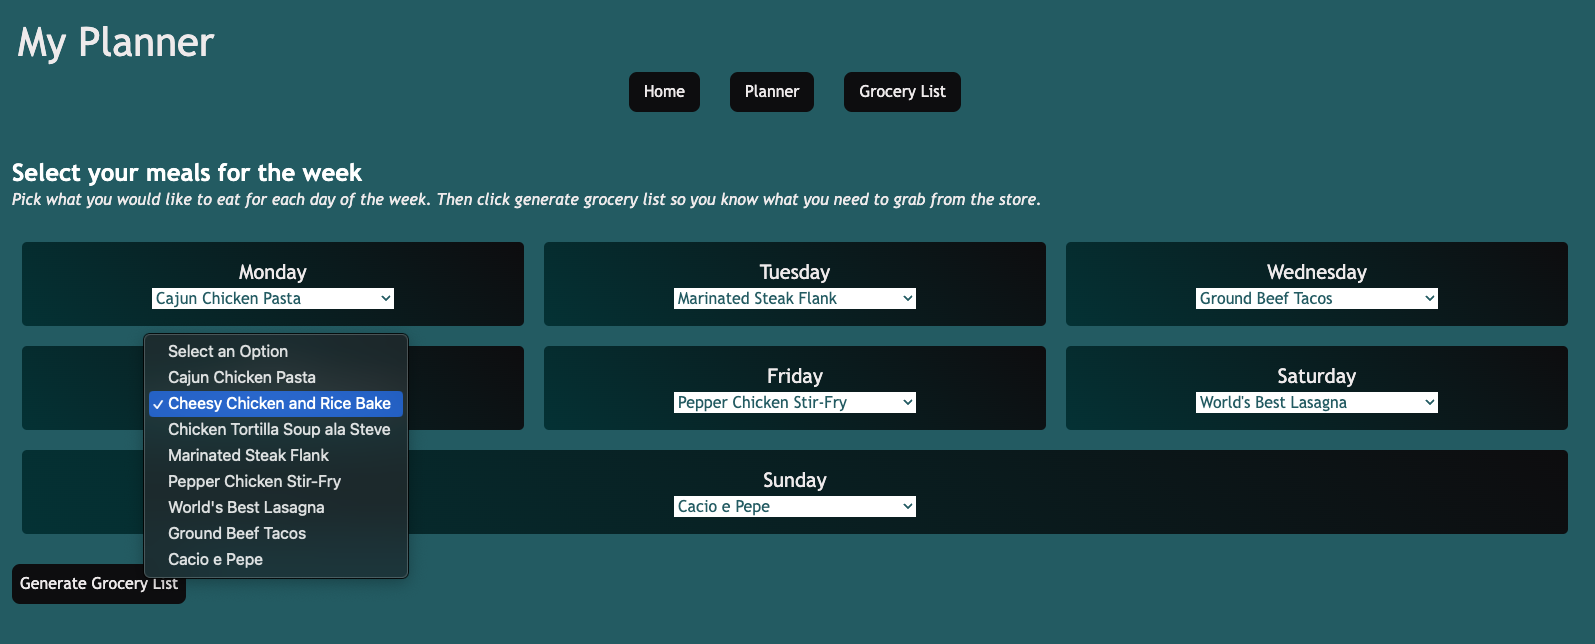 My Planner
Home Planner Grocery List
Select your meals for the week
Pick what you would like to eat for each day of the week. Then click generate grocery list so you know what you need to grab from the store.
Monday
Cajun Chicken Pasta
Tuesday
Marinated Steak Flank
Wednesday
Ground Beef Tacos
Select an Option
Cajun Chicken Pasta
✓ Cheesy Chicken and Rice Bake
Chicken Tortilla Soup ala Steve
Marinated Steak Flank
Pepper Chicken Stir-Fry
World's Best Lasagna
Ground Beef Tacos
Cacio e Pepe
Friday
Pepper Chicken Stir-Fry
Saturday
World's Best Lasagna
Sunday
Cacio e Pepe
Generate Grocery List